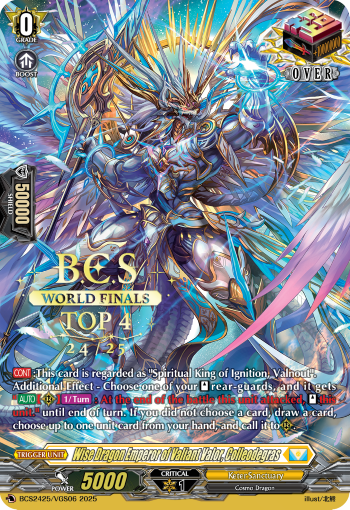 0
GRADE
BOOST
+100000000
OVER
50000
SHIELD
B.C.S
WORLD FINALS
TOP 4
24 25
CONT :This card is regarded as "Spiritual King of Ignition, Valnout".
Additional Effect - Choose one of your rear-guards, and it gets
AUTO 1/Turn : At the end of the battle this unit attacked, this
unit." until end of turn. If you did not choose a card, draw a card,
choose up to one unit card from your hand, and call it to R.
TRIGGER UNIT
Wise Dragon Emperor of Valiant Valor, Colleodegras
POWER 5000
CRITICAL
1
Keter Sanctuary
Cosmo Dragon
BCS2425/VGS06 2025
illust/北熊